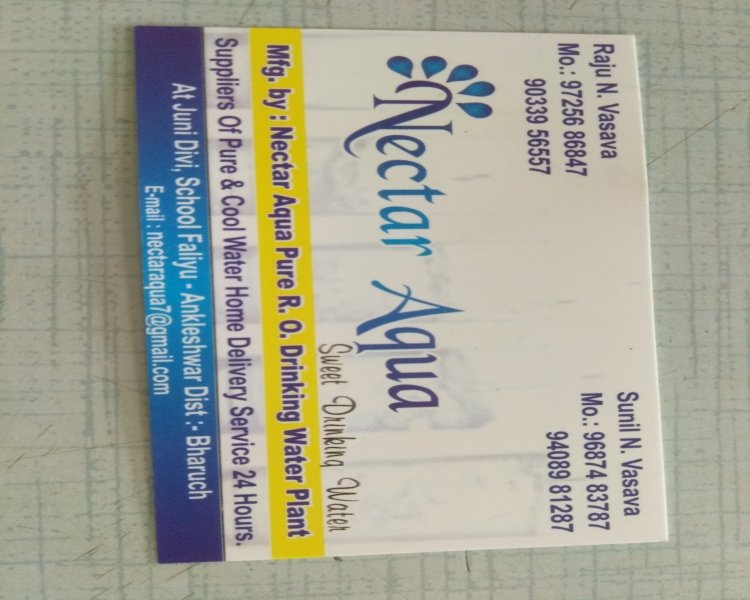 Raju N. Vasava
Mo.: 97256 86847
90339 56557
Sunil N. Vasava
Mo.: 96874 83787
94089 81287
Nectar Aqua
Sweet Drinking Water
Mfg. by : Nectar Aqua Pure R. O. Drinking Water Plant
Suppliers Of Pure & Cool Water Home Delivery Service 24 Hours.
At Juni Divi, School Faliyu - Ankleshwar Dist :- Bharuch
E-mail : nectaraqua7@gmail.com